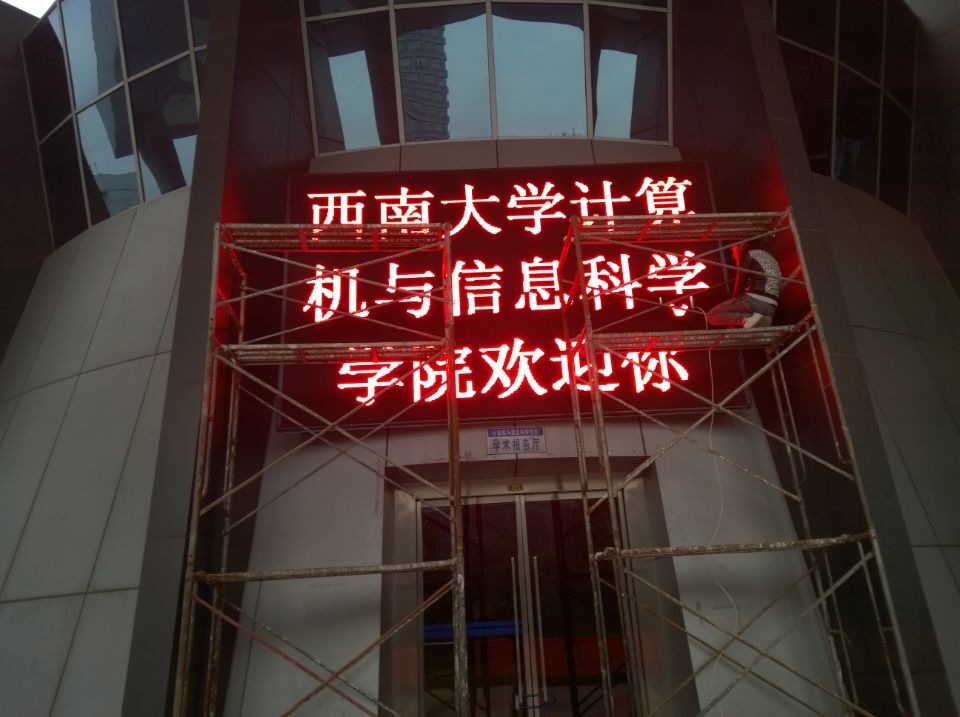 西南大学计算
机与信息科学
学院欢迎你
学术报告厅